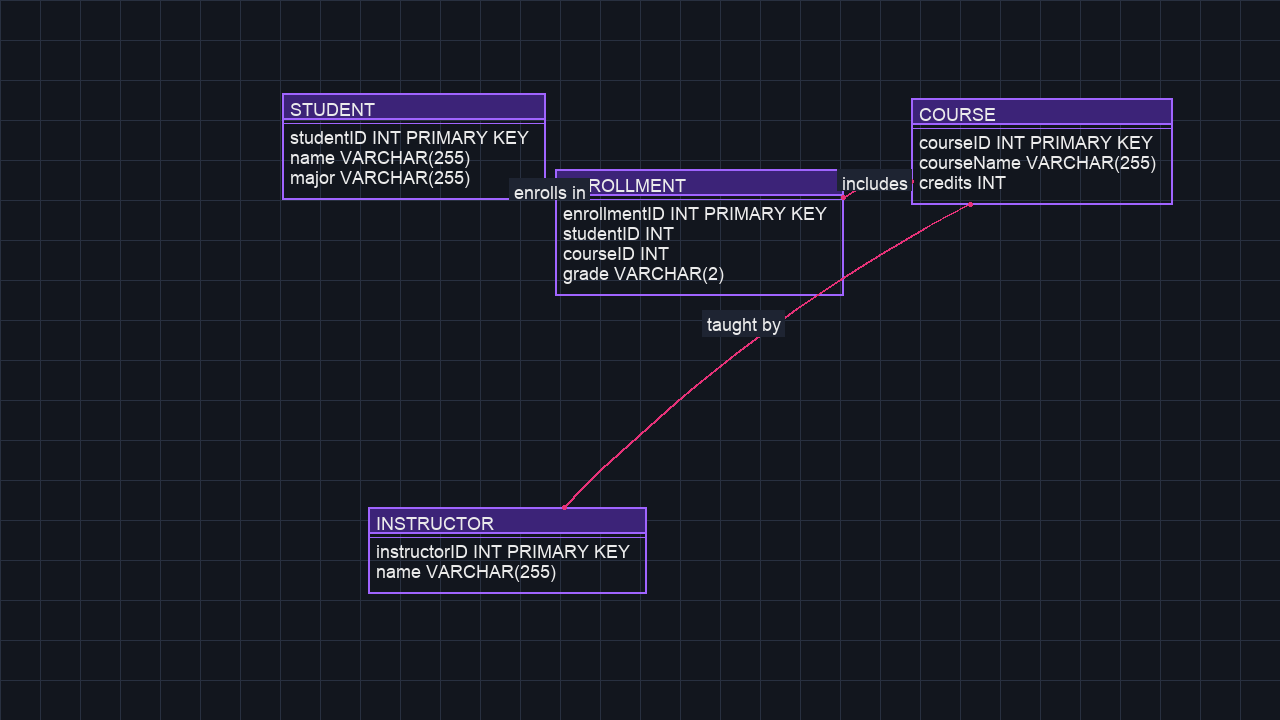 STUDENT
studentID INT PRIMARY KEY
name VARCHAR(255)
major VARCHAR(255)
enrolls in
ROLLMENT
enrollmentID INT PRIMARY KEY
studentID INT
courseID INT
grade VARCHAR(2)
includes
COURSE
courseID INT PRIMARY KEY
courseName VARCHAR(255)
credits INT
taught by
INSTRUCTOR
instructorID INT PRIMARY KEY
name VARCHAR(255)